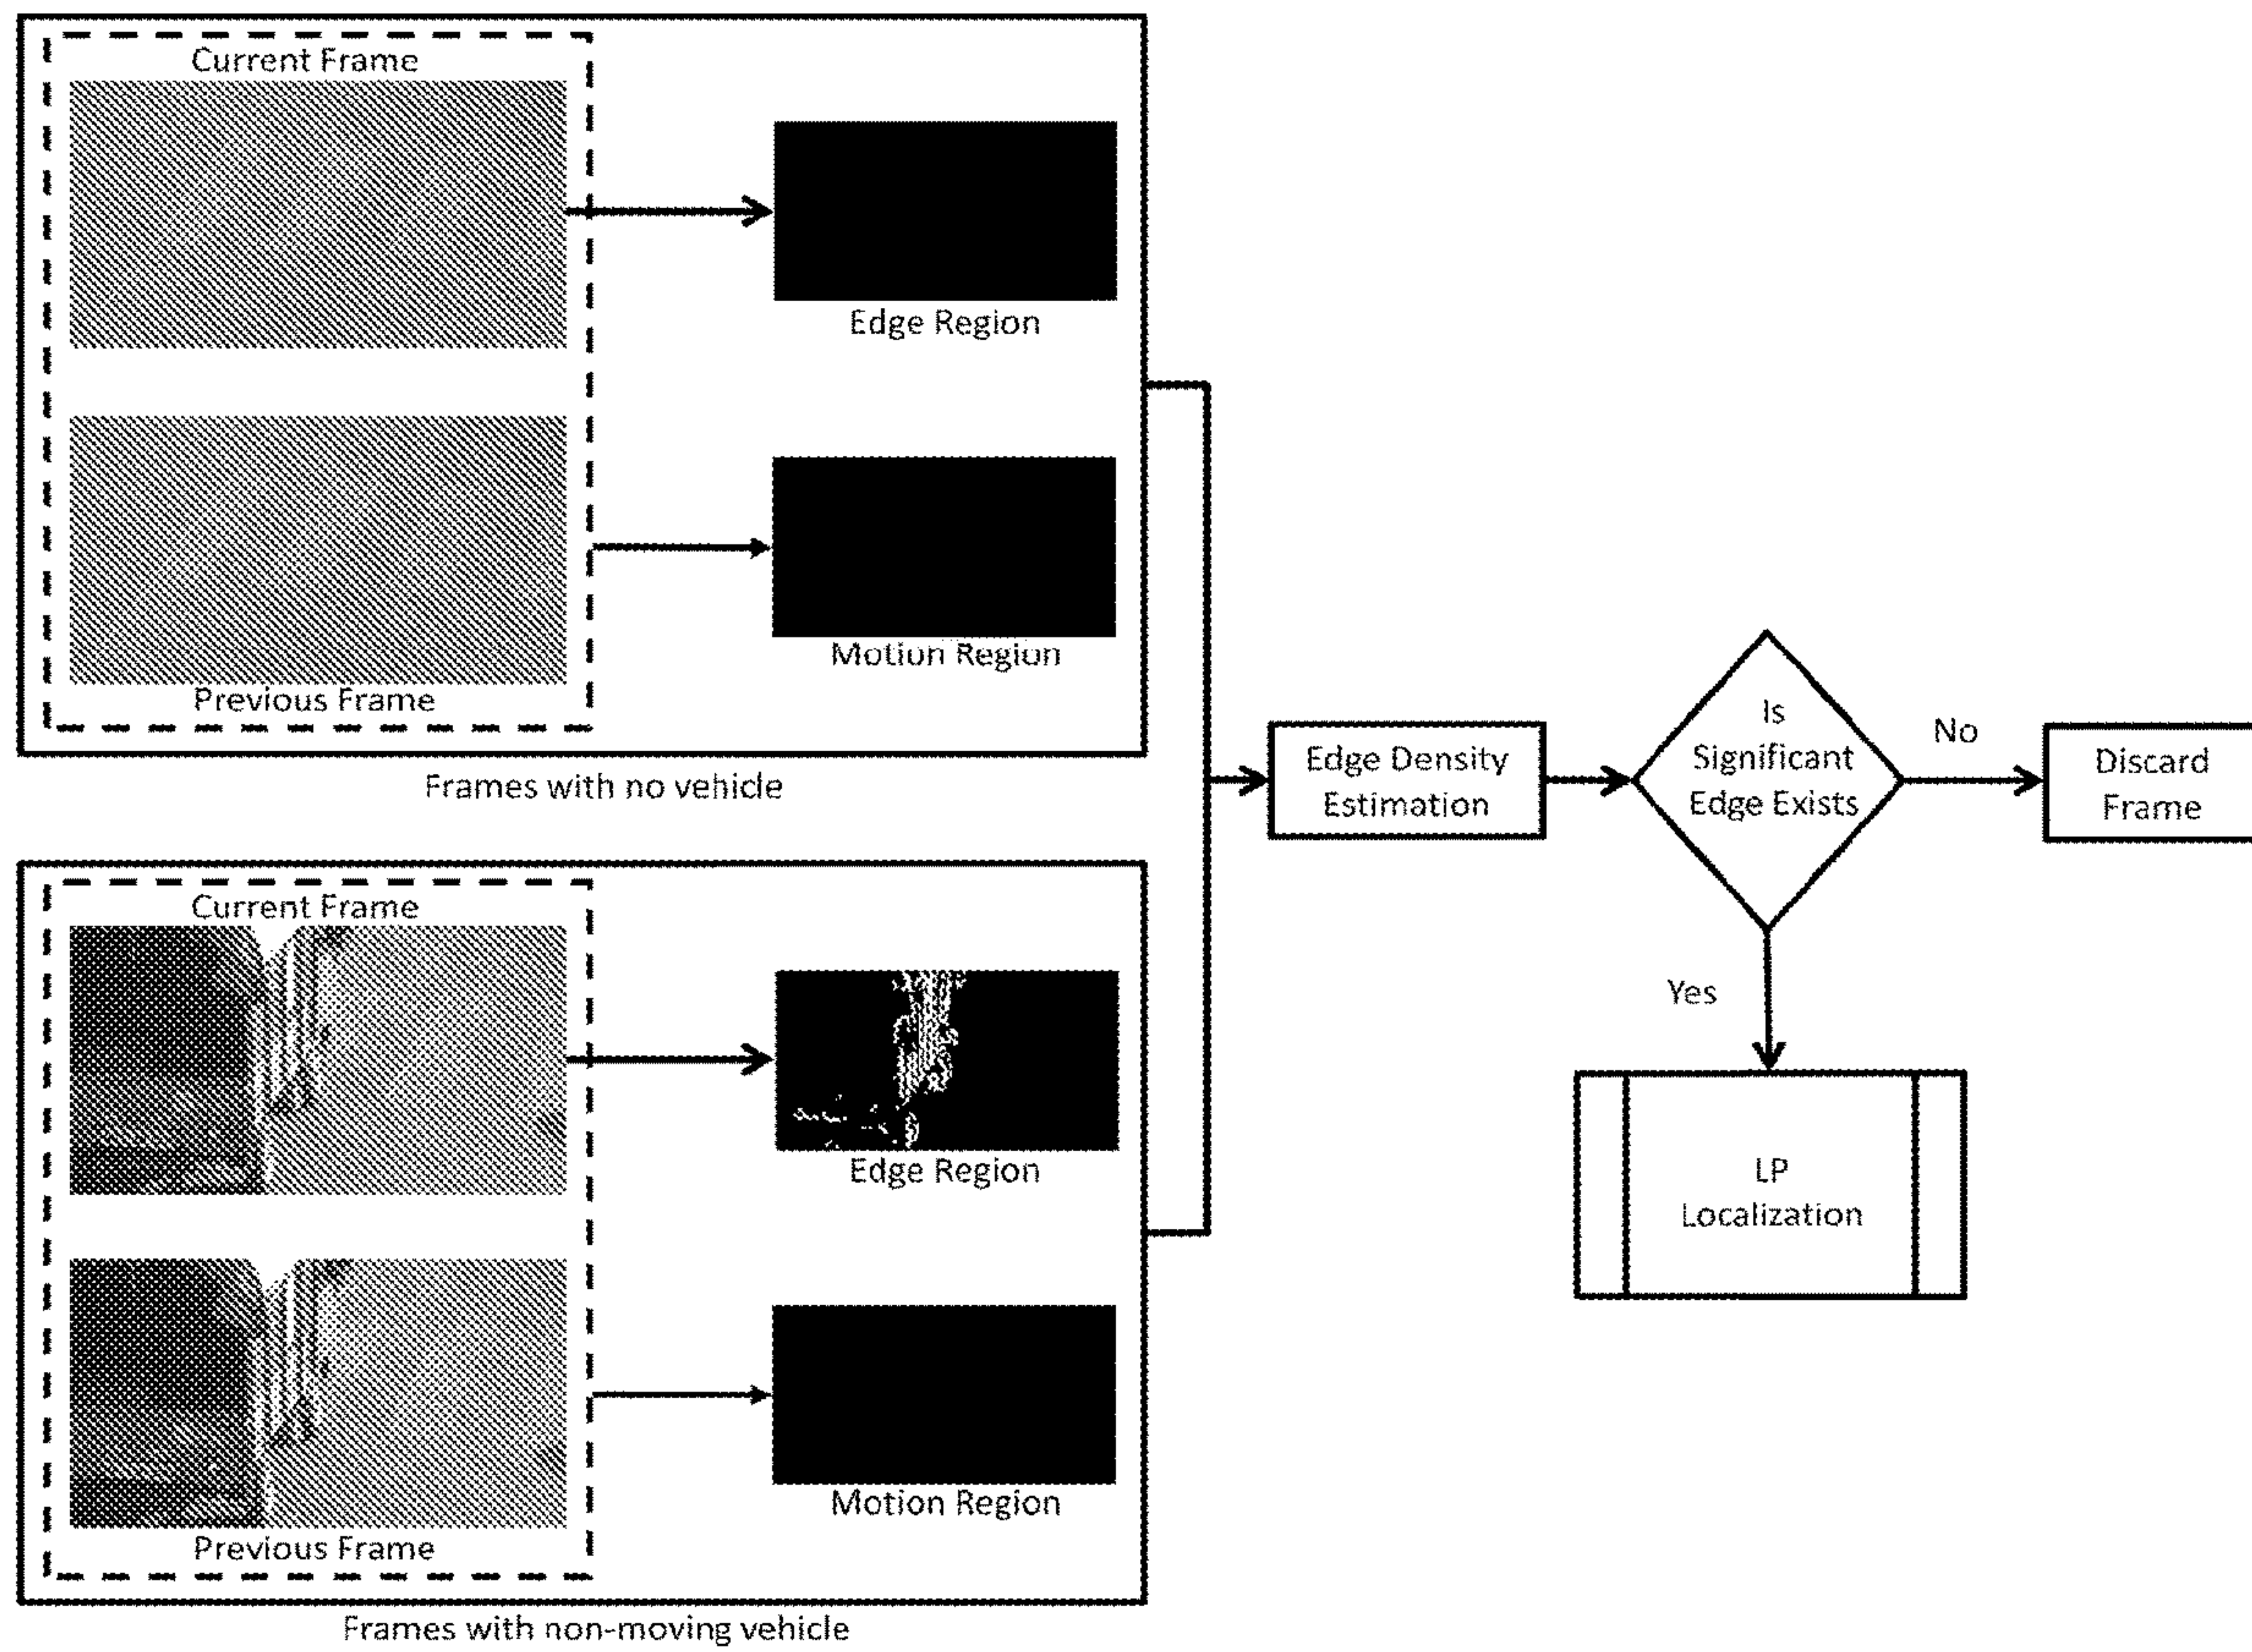 Current Frame
Edge Region
Motion Region
Previous Frame
Frames with no vehicle
Current Frame
Edge Region
Motion Region
Previous Frame
Frames with non-moving vehicle
Edge Density
Estimation
Is
Significant
Edge Exists
No
Discard
Frame
Yes
LP
Localization